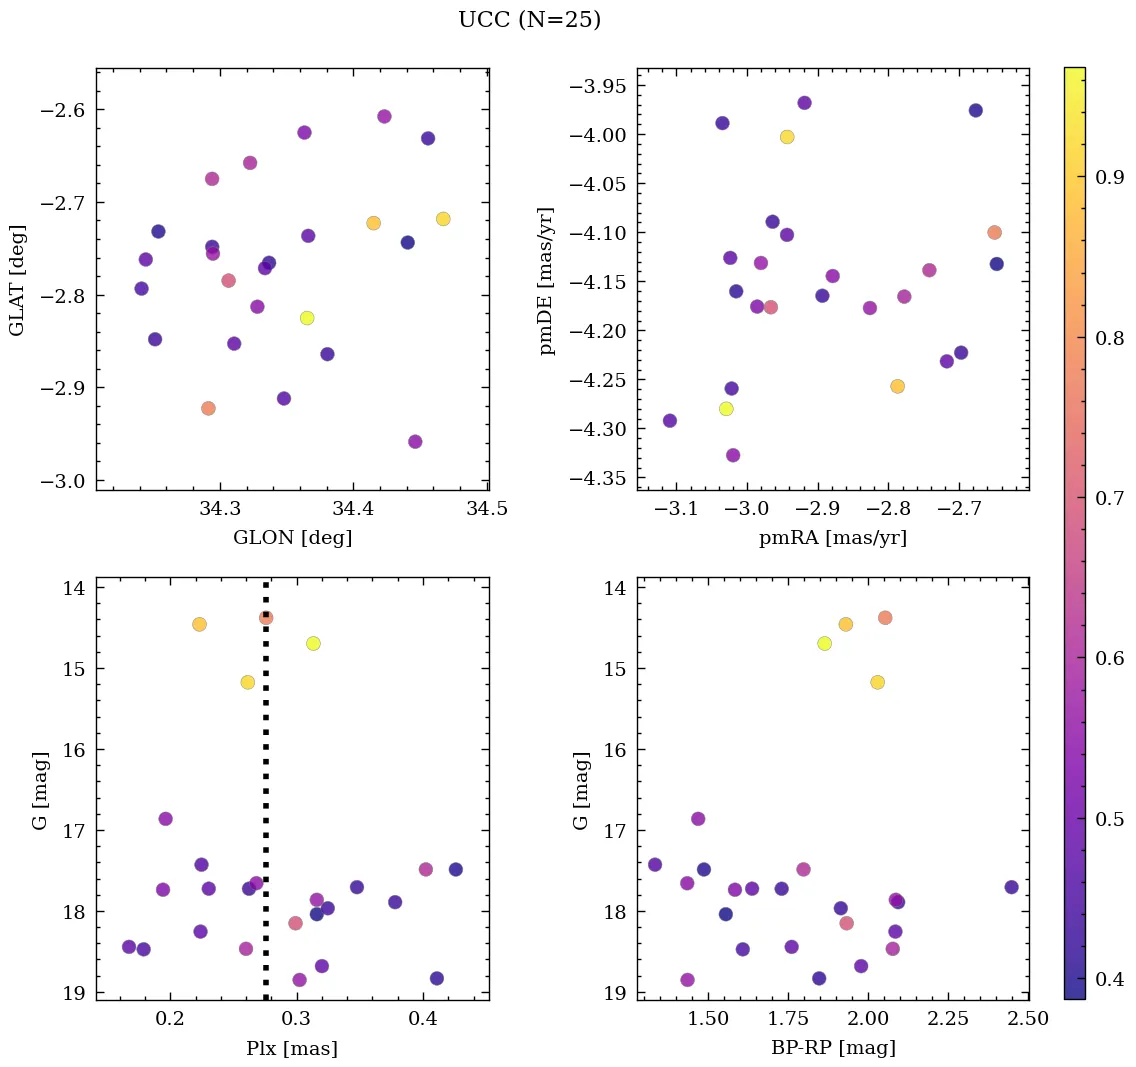 UCC (N=25)
−2.6
−2.7
−2.8
−2.9
−3.0
GLAT [deg]
34.3 34.4 34.5
GLON [deg]
−3.95
−4.00
−4.05
−4.10
−4.15
−4.20
−4.25
−4.30
−4.35
pmDE [mas/yr]
−3.1 −3.0 −2.9 −2.8 −2.7
pmRA [mas/yr]
14
15
16
17
18
19
G [mag]
0.2 0.3 0.4
Plx [mas]
14
15
16
17
18
19
G [mag]
1.50 1.75 2.00 2.25 2.50
BP-RP [mag]
0.9
0.8
0.7
0.6
0.5
0.4